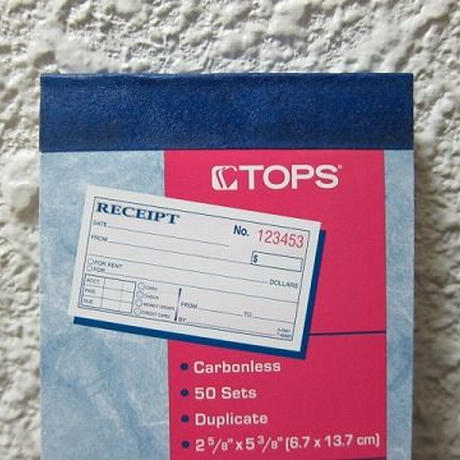 TOPS
RECEIPT
No. 123453
DATE
FROM
$
DOLLARS
FOR RENT
FOR
ACCT.
PAID
DUE
CASH
CHECK
MONEY ORDER
CREDIT CARD
FROM
TO
BY
• Carbonless
• 50 Sets
• Duplicate
• 2 5/8" x 5 3/8" (6.7 x 13.7 cm)